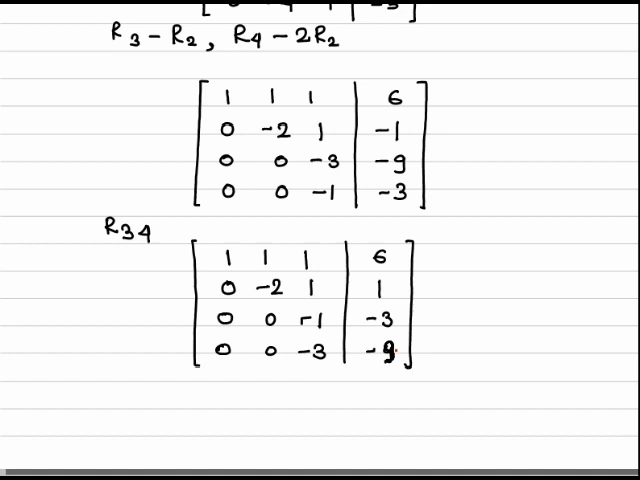 R3 - R2, R4 - 2R2
1 1 1 | 6
0 -2 1 | -1
0 0 -3 | -9
0 0 -1 | -3
R34
1 1 1 | 6
0 -2 1 | 1
0 0 -1 | -3
0 0 -3 | -9